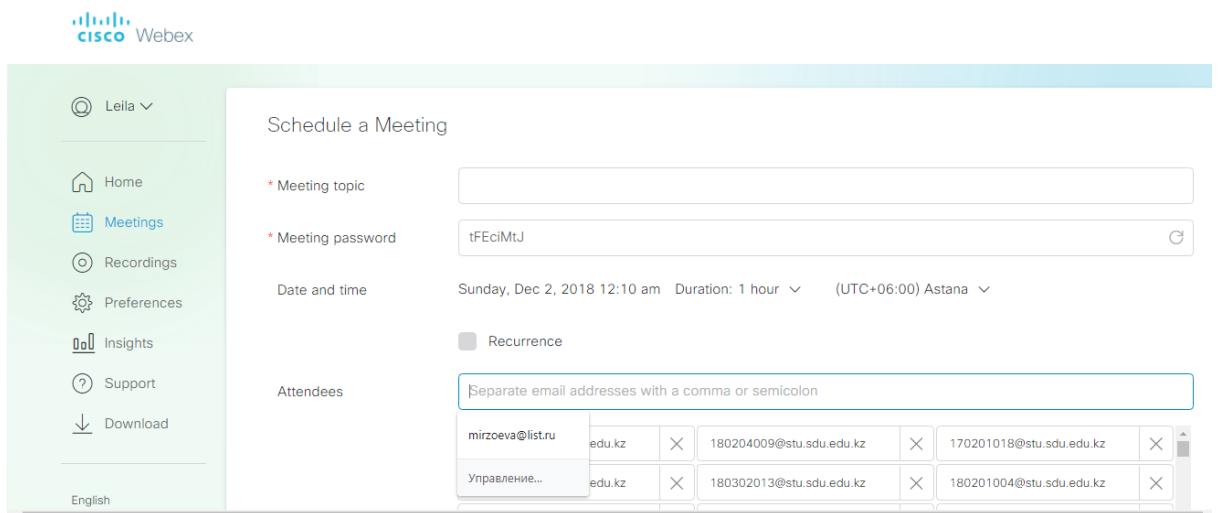 cisco Webex
Leila
Schedule a Meeting
Home
* Meeting topic
Meetings
* Meeting password
tFEciMtJ
Recordings
Date and time
Sunday, Dec 2, 2018 12:10 am Duration: 1 hour (UTC+06:00) Astana
Preferences
Insights
Recurrence
Support
Attendees
Separate email addresses with a comma or semicolon
Download
mirzoeva@list.ru
edu.kz
180204009@stu.sdu.edu.kz
170201018@stu.sdu.edu.kz
Управление...
edu.kz
180302013@stu.sdu.edu.kz
180201004@stu.sdu.edu.kz
English